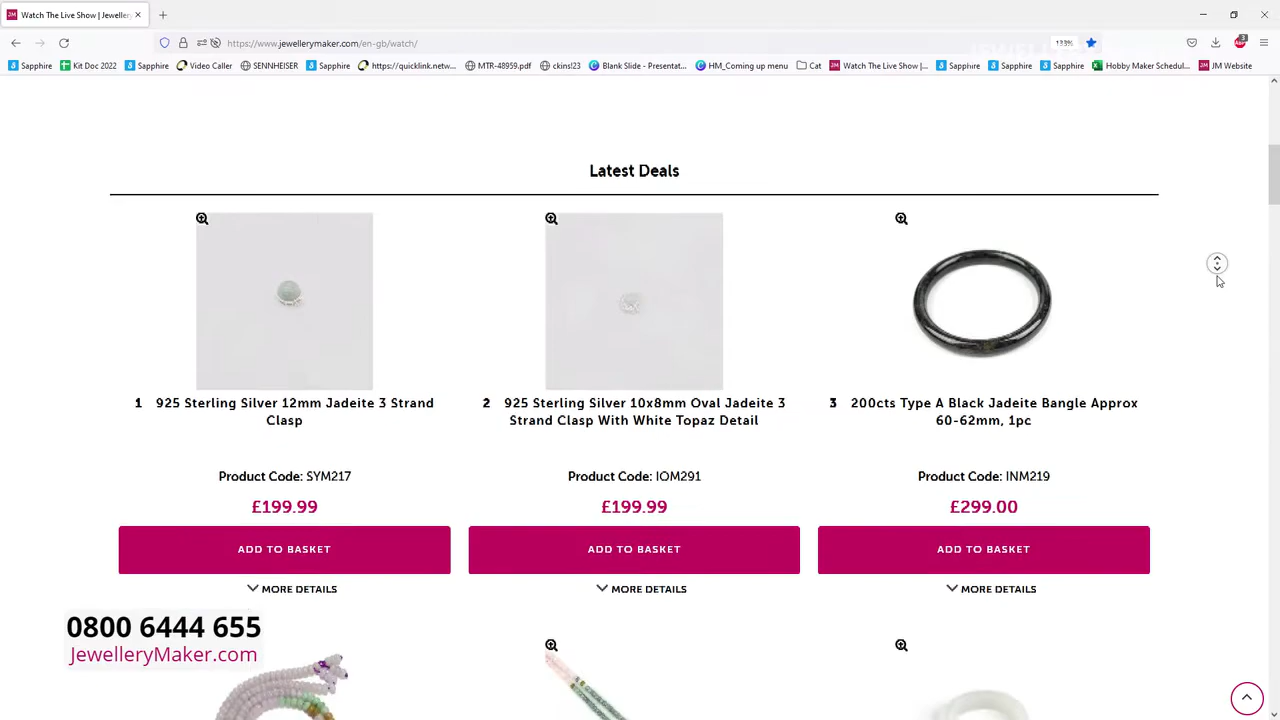 Watch The Live Show | Jeweller
https://www.jewellerymaker.com/en-gb/watch/
133%
3
Sapphire
Kit Doc 2022
Sapphire
Video Caller
SENNHEISER
Sapphire
https://quicklink.netw...
MTR-48959.pdf
ckins!23
Blank Slide - Presentat...
HM_Coming up menu
Cat
Watch The Live Show |...
Sapphire
Sapphire
Sapphire
Hobby Maker Schedul...
JM Website
Latest Deals
1 925 Sterling Silver 12mm Jadeite 3 Strand
Clasp
Product Code: SYM217
£199.99
ADD TO BASKET
MORE DETAILS
2 925 Sterling Silver 10x8mm Oval Jadeite 3
Strand Clasp With White Topaz Detail
Product Code: IOM291
£199.99
ADD TO BASKET
MORE DETAILS
3 200cts Type A Black Jadeite Bangle Approx
60-62mm, 1pc
Product Code: INM219
£299.00
ADD TO BASKET
MORE DETAILS
0800 6444 655
JewelleryMaker.com